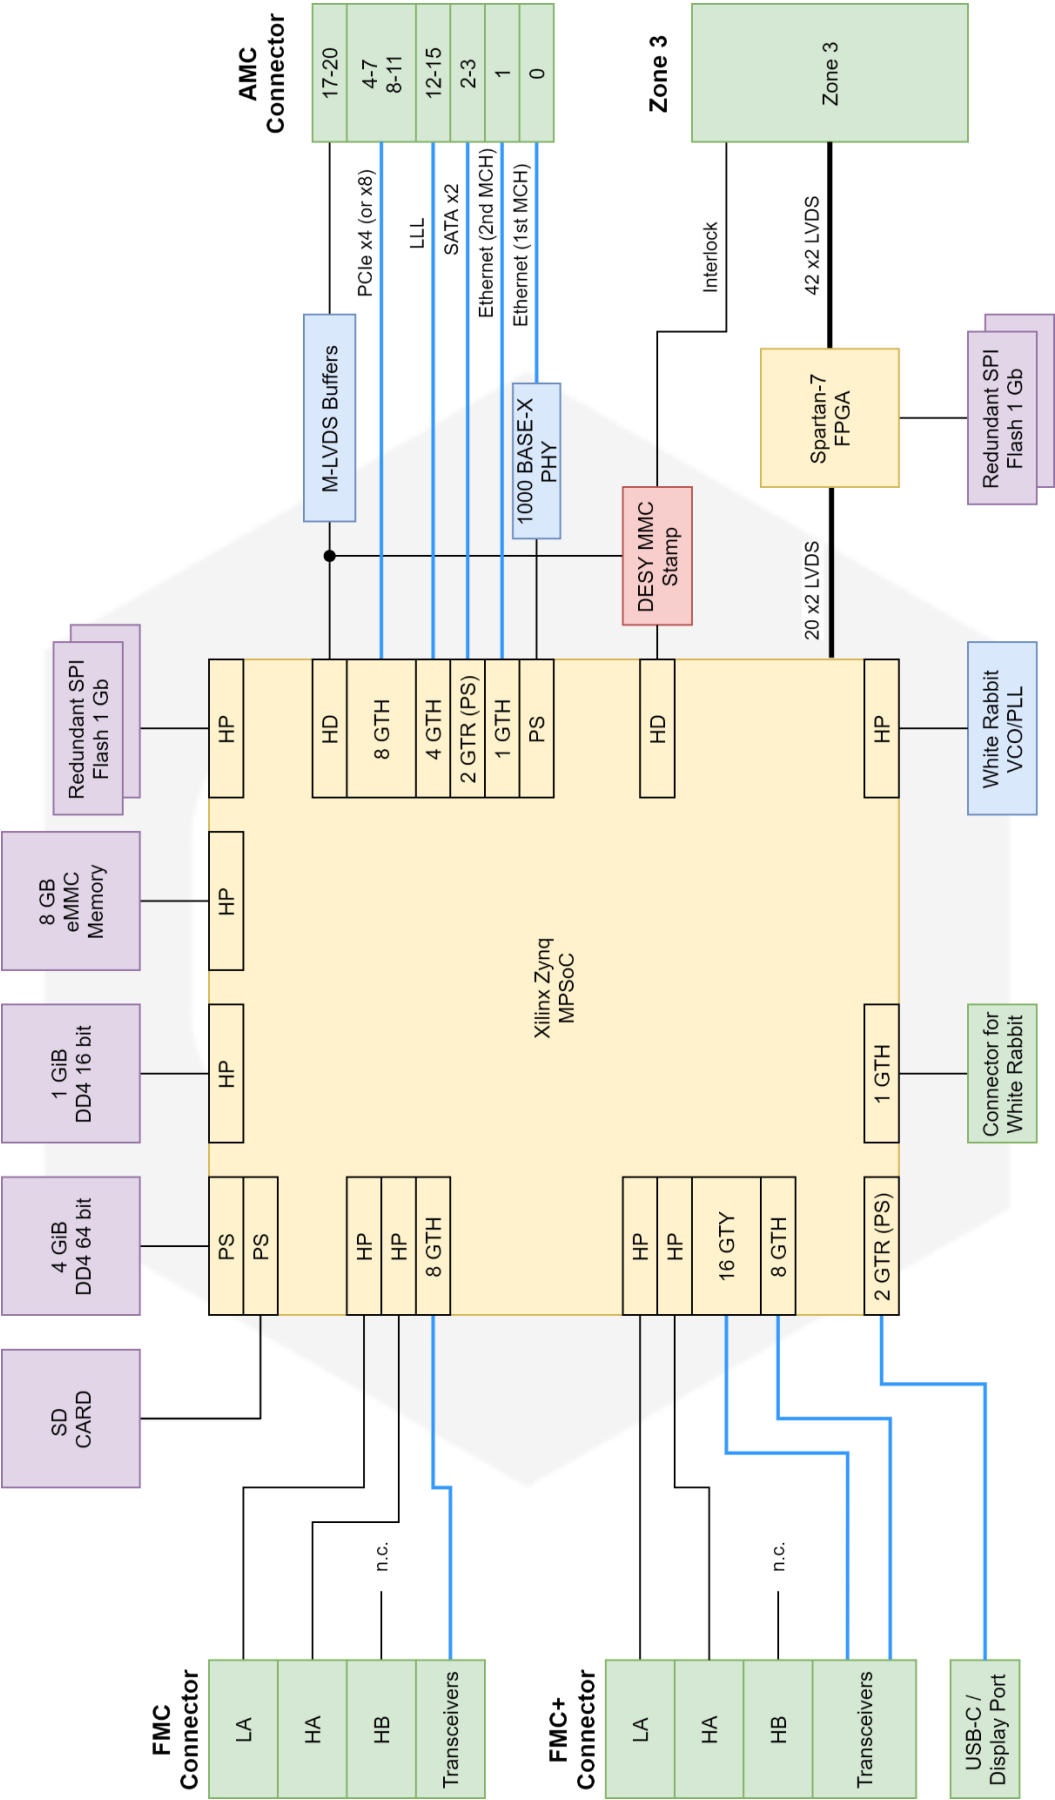 FMC
Connector
LA
HA
HB
Transceivers
n.c.
FMC+
Connector
LA
HA
HB
Transceivers
n.c.
USB-C /
Display Port
SD
CARD
4 GiB
DD4 64 bit
1 GiB
DD4 16 bit
8 GB
eMMC
Memory
Redundant SPI
Flash 1 Gb
PS
PS
HP
HP
HP
HP
HP
8 GTH
HP
HP
16 GTY
8 GTH
2 GTR (PS)
1 GTH
HP
Xilinx Zynq
MPSoC
HD
8 GTH
4 GTH
2 GTR (PS)
1 GTH
PS
HD
Connector for
White Rabbit
White Rabbit
VCO/PLL
M-LVDS Buffers
1000 BASE-X
PHY
DESY MMC
Stamp
20 x2 LVDS
Spartan-7
FPGA
Redundant SPI
Flash 1 Gb
PCIe x4 (or x8)
LLL
SATA x2
Ethernet (2nd MCH)
Ethernet (1st MCH)
Interlock
42 x2 LVDS
AMC
Connector
17-20
4-7
8-11
12-15
2-3
1
0
Zone 3
Zone 3